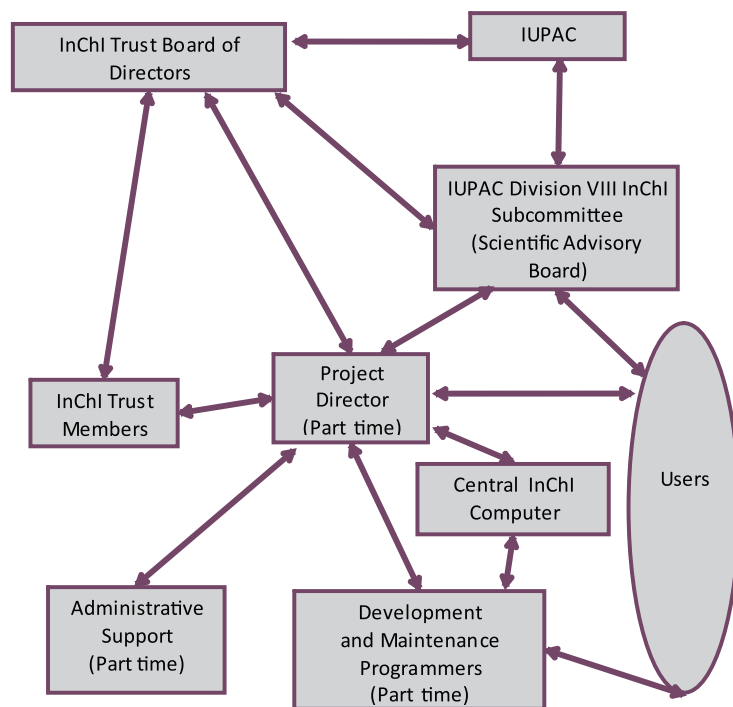 InChI Trust Board of
Directors
IUPAC
IUPAC Division VIII InChI
Subcommittee
(Scientific Advisory
Board)
Project
Director
(Part time)
InChI Trust
Members
Central InChI
Computer
Users
Administrative
Support
(Part time)
Development
and Maintenance
Programmers
(Part time)